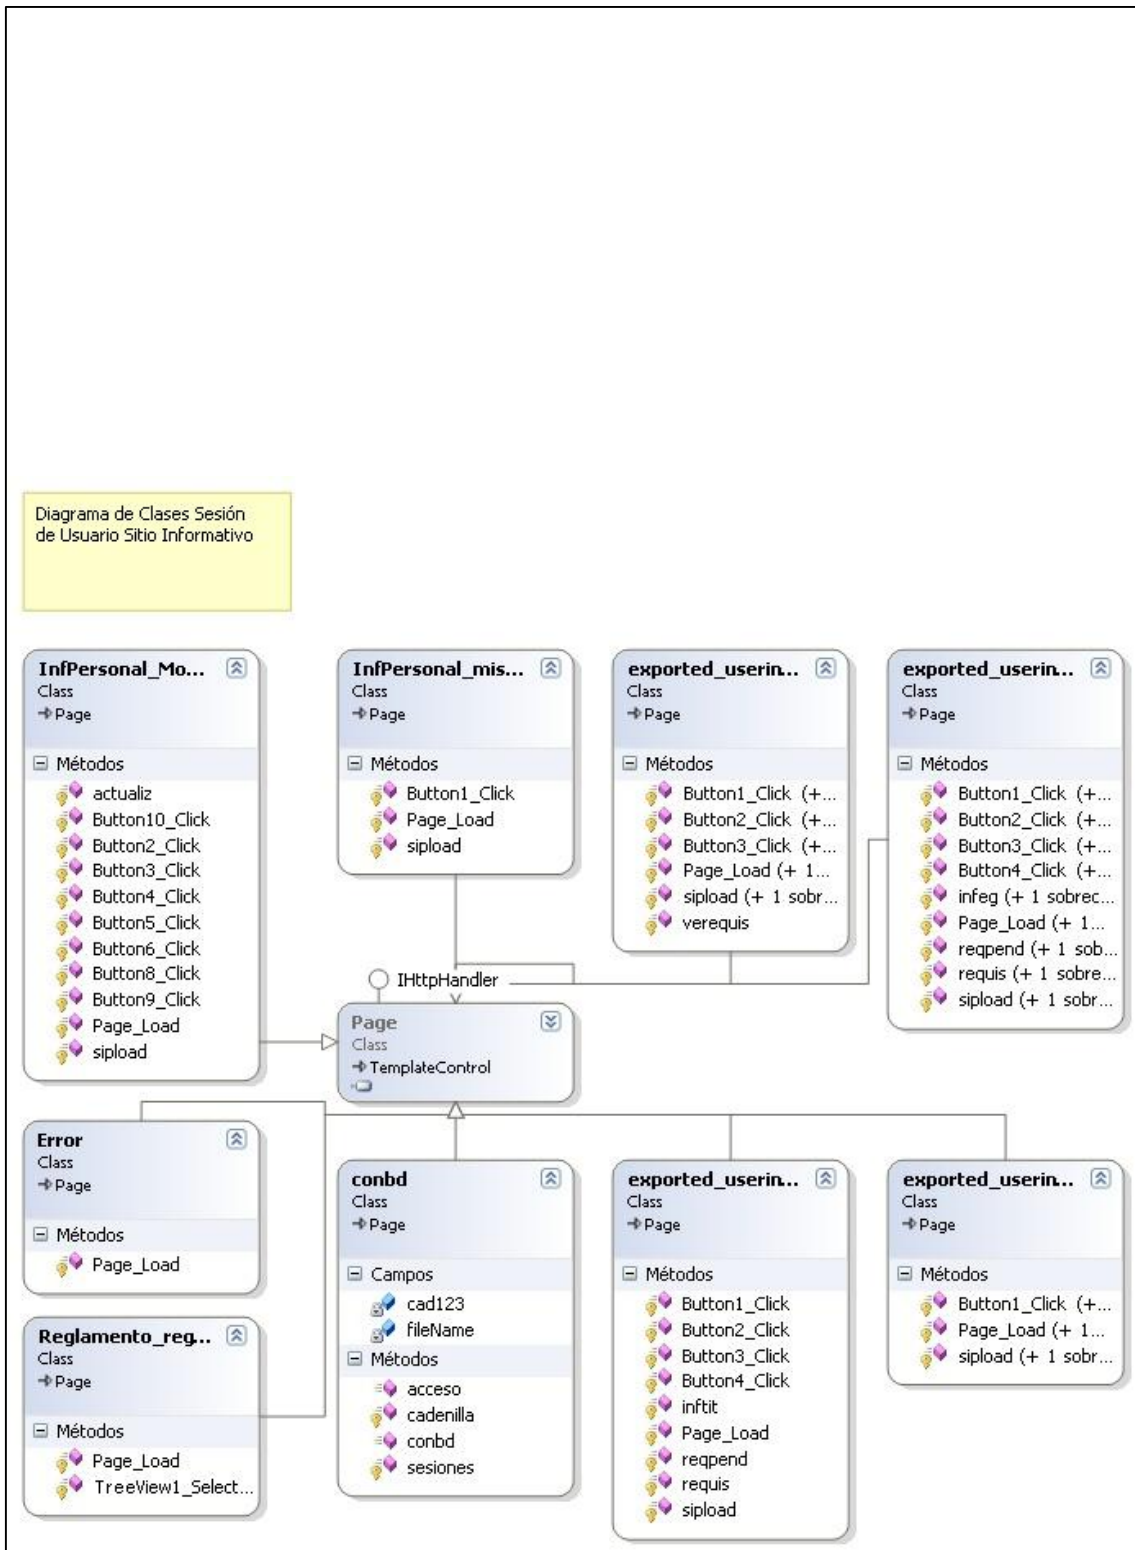 Diagrama de Clases Sesión
de Usuario Sitio Informativo
InfPersonal_Mo...
Class
Page
Métodos
actualiz
Button10_Click
Button2_Click
Button3_Click
Button4_Click
Button5_Click
Button6_Click
Button8_Click
Button9_Click
Page_Load
sipload
InfPersonal_mis...
Class
Page
Métodos
Button1_Click
Page_Load
sipload
exported_userin...
Class
Page
Métodos
Button1_Click (+...
Button2_Click (+...
Button3_Click (+...
Page_Load (+ 1...
sipload (+ 1 sobr...
verequis
exported_userin...
Class
Page
Métodos
Button1_Click (+...
Button2_Click (+...
Button3_Click (+...
Button4_Click (+...
infeg (+ 1 sobrec...
Page_Load (+ 1...
reqpend (+ 1 sob...
requis (+ 1 sobre...
sipload (+ 1 sobr...
IHttpHandler
Page
Class
TemplateControl
Error
Class
Page
Métodos
Page_Load
Reglamento_reg...
Class
Page
Métodos
Page_Load
TreeView1_Select...
conbd
Class
Page
Campos
cad123
fileName
Métodos
acceso
cadenilla
conbd
sesiones
exported_userin...
Class
Page
Métodos
Button1_Click
Button2_Click
Button3_Click
Button4_Click
inftit
Page_Load
reqpend
requis
sipload
exported_userin...
Class
Page
Métodos
Button1_Click (+...
Page_Load (+ 1...
sipload (+ 1 sobr...